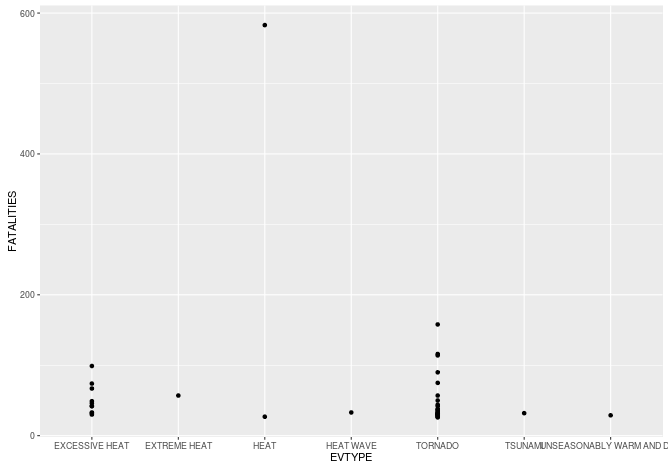 600
400
200
0
FATALITIES
EXCESSIVE HEAT EXTREME HEAT HEAT HEAT WAVE TORNADO TSUNAMI UNSEASONABLY WARM AND D
EVTYPE